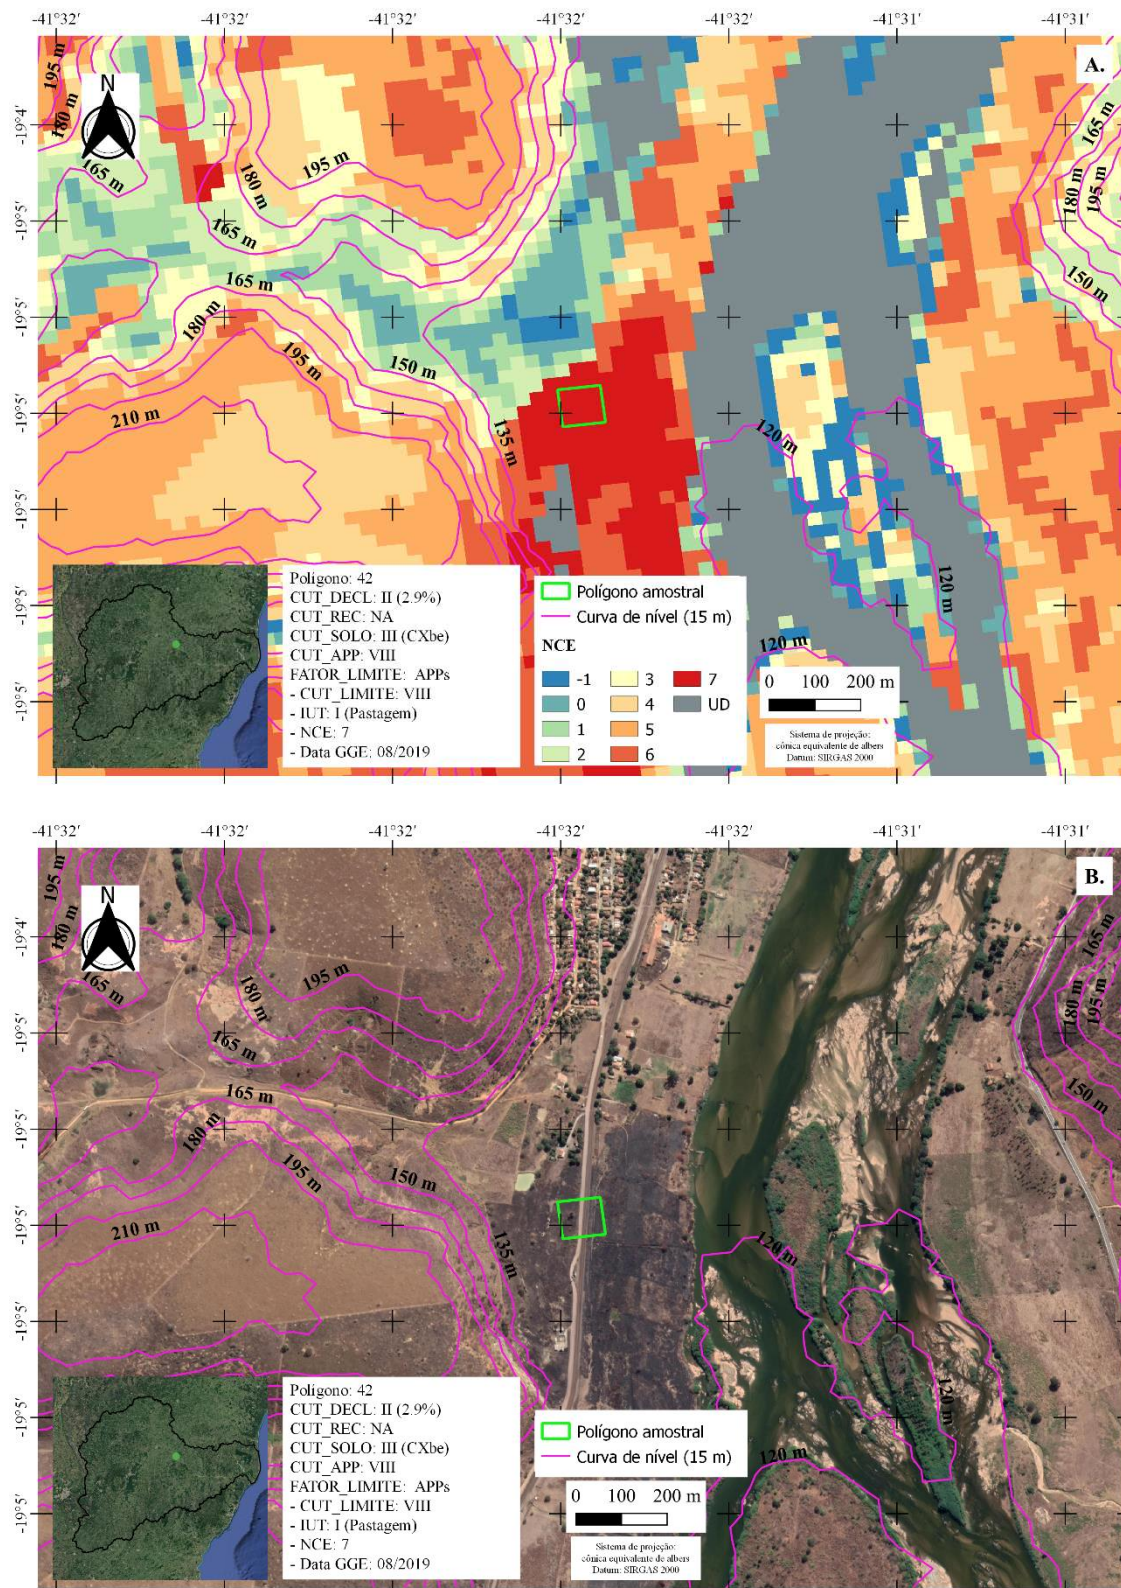 -41°32' -41°32' -41°32' -41°32' -41°32' -41°31' -41°31'
A.
N
-19°4'
-19°5'
-19°5'
-19°5'
-19°5'
-19°5'
-19°5'
195 m
180 m
165 m
195 m
180 m
165 m
165 m
180 m
195 m
210 m
150 m
135 m
120 m
120 m
120 m
165 m
180 m
195 m
150 m
Polígono: 42
CUT_DECL: II (2.9%)
CUT_REC: NA
CUT_SOLO: III (CXbe)
CUT_APP: VIII
FATOR_LIMITE: APPs
- CUT_LIMITE: VIII
- IUT: I (Pastagem)
- NCE: 7
- Data GGE: 08/2019
Polígono amostral
Curva de nível (15 m)
NCE
-1 3 7
0 4 UD
1 5
2 6
0 100 200 m
Sistema de projeção:
cônica equivalente de albers
Datum: SIRGAS 2000
-41°32' -41°32' -41°32' -41°32' -41°32' -41°31' -41°31'
B.
N
-19°4'
-19°5'
-19°5'
-19°5'
-19°5'
-19°5'
-19°5'
195 m
180 m
165 m
195 m
180 m
165 m
165 m
180 m
195 m
210 m
150 m
135 m
120 m
120 m
120 m
165 m
180 m
195 m
150 m
Polígono: 42
CUT_DECL: II (2.9%)
CUT_REC: NA
CUT_SOLO: III (CXbe)
CUT_APP: VIII
FATOR_LIMITE: APPs
- CUT_LIMITE: VIII
- IUT: I (Pastagem)
- NCE: 7
- Data GGE: 08/2019
Polígono amostral
Curva de nível (15 m)
0 100 200 m
Sistema de projeção:
cônica equivalente de albers
Datum: SIRGAS 2000